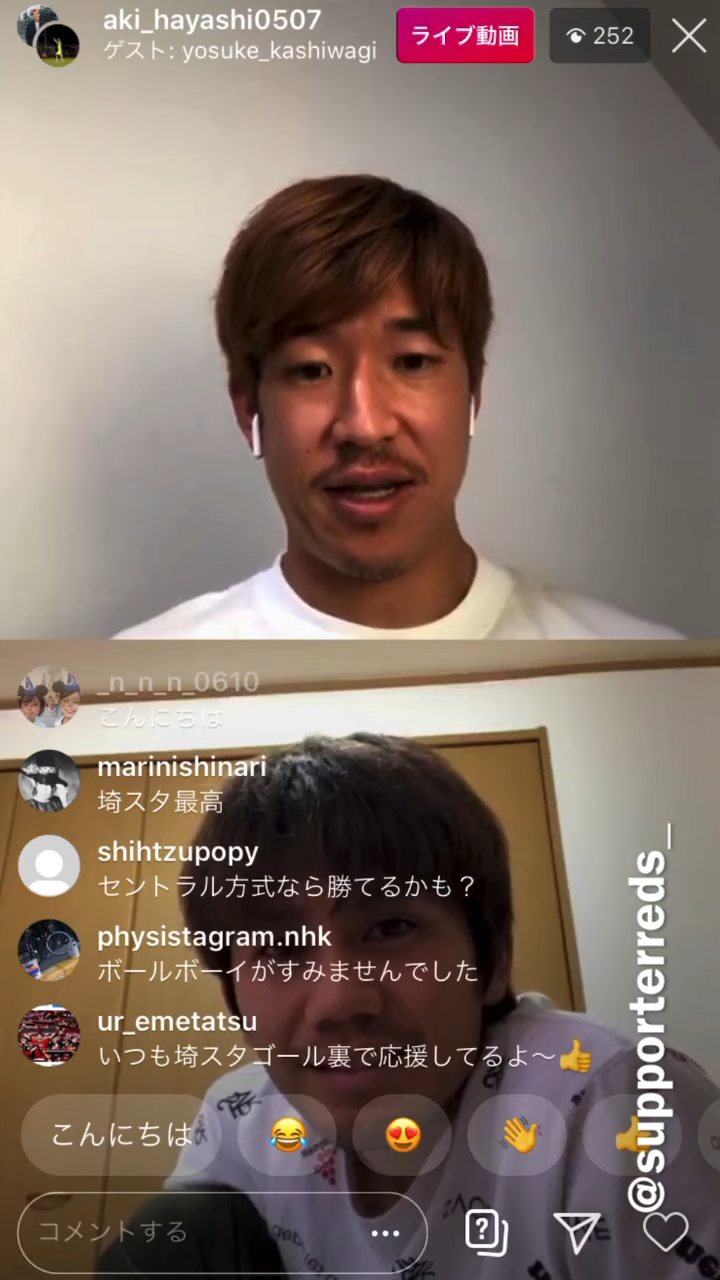 aki_hayashi0507
ゲスト: yosuke_kashiwagi
ライブ動画
252
_n_n_n_0610
こんにちは
marinishinari
埼スタ最高
shihtzupopy
セントラル方式なら勝てるかも？
physistagram.nhk
ボールボーイがすみませんでした
ur_emetatsu
いつも埼スタゴール裏で応援してるよ〜👍
こんにちは 😂 😍 👋 👍
コメントする
@supporterreds_